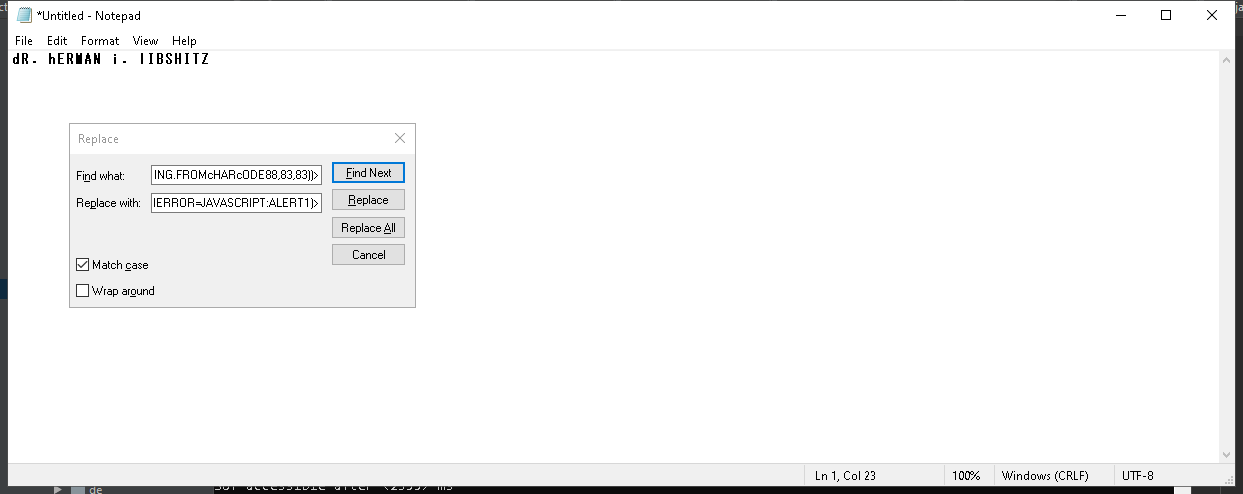 *Untitled - Notepad
File Edit Format View Help
dR. hERMAN i. lIBSHITZ
Replace
Find what: ING.FROMcHARcODE88,83,83))> Find Next
Replace with: IERROR=JAVASCRIPT:ALERT1)> Replace
Replace All
Cancel
Match case
Wrap around
Ln 1, Col 23 100% Windows (CRLF) UTF-8
de